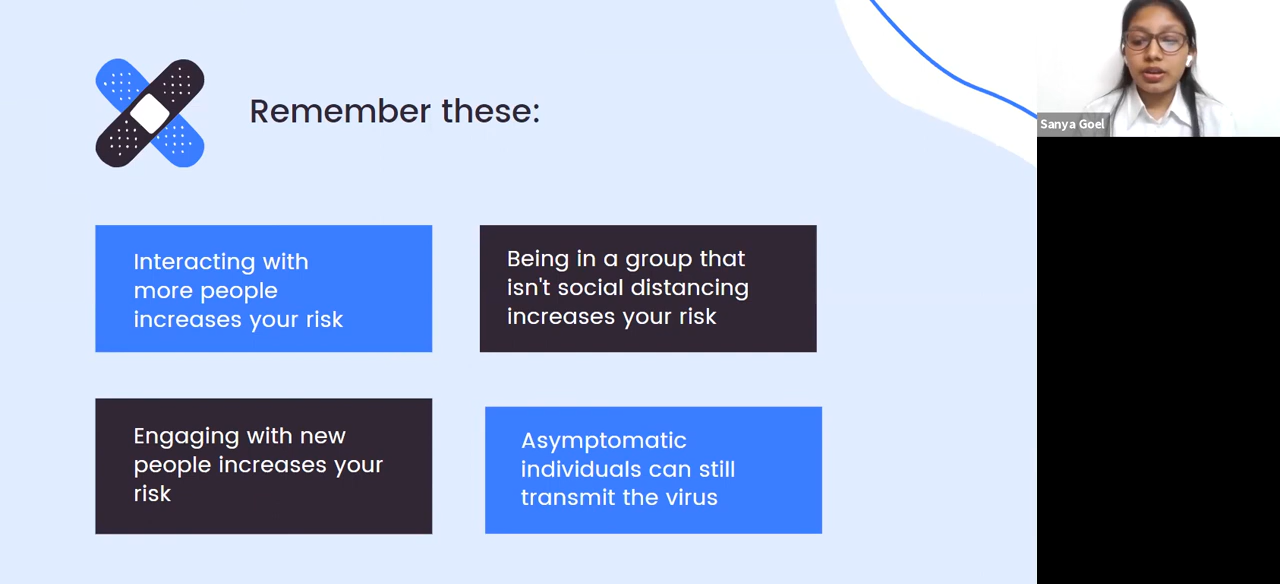 Remember these:
Interacting with
more people
increases your risk
Being in a group that
isn't social distancing
increases your risk
Engaging with new
people increases your
risk
Asymptomatic
individuals can still
transmit the virus
Sanya Goel